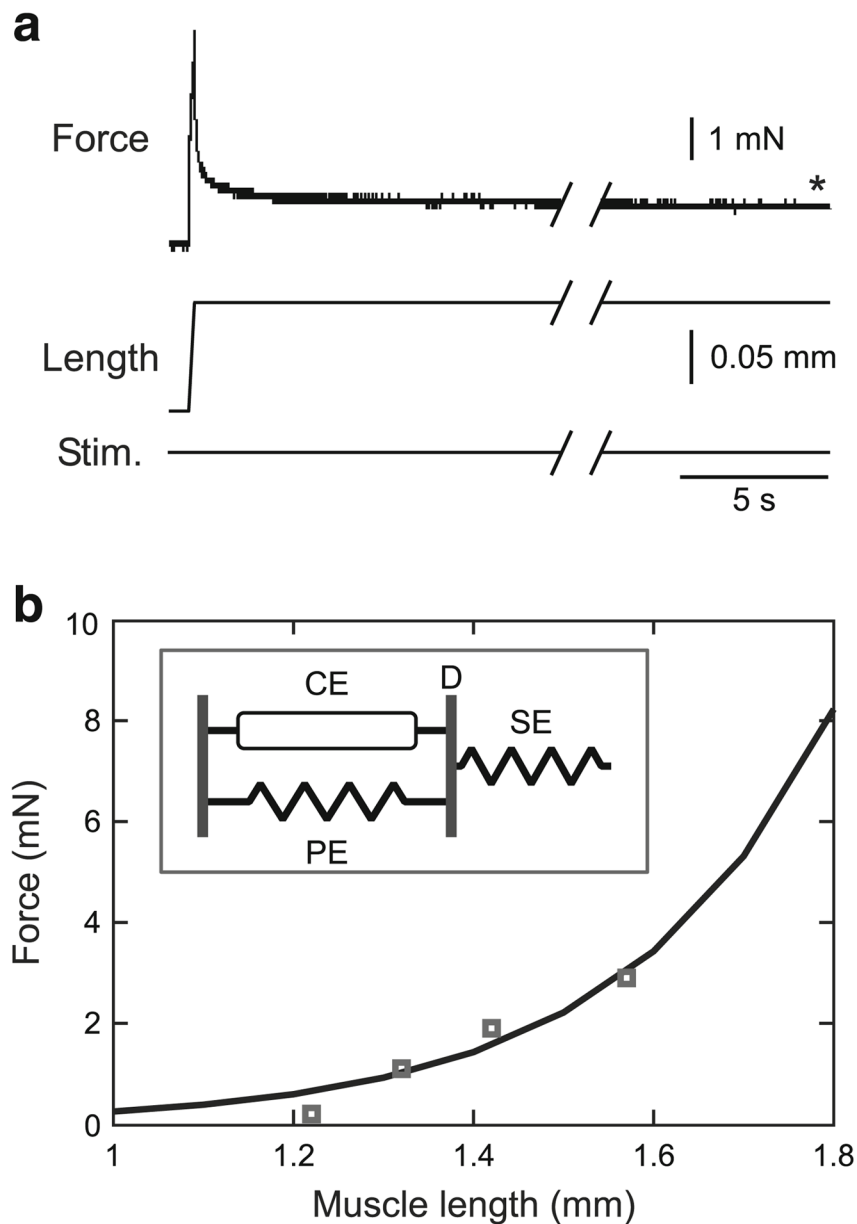 a
Force
1 mN
*
Length
0.05 mm
Stim.
5 s
b
10
8
6
4
2
0
Force (mN)
CE
D
SE
PE
1
1.2
1.4
1.6
1.8
Muscle length (mm)